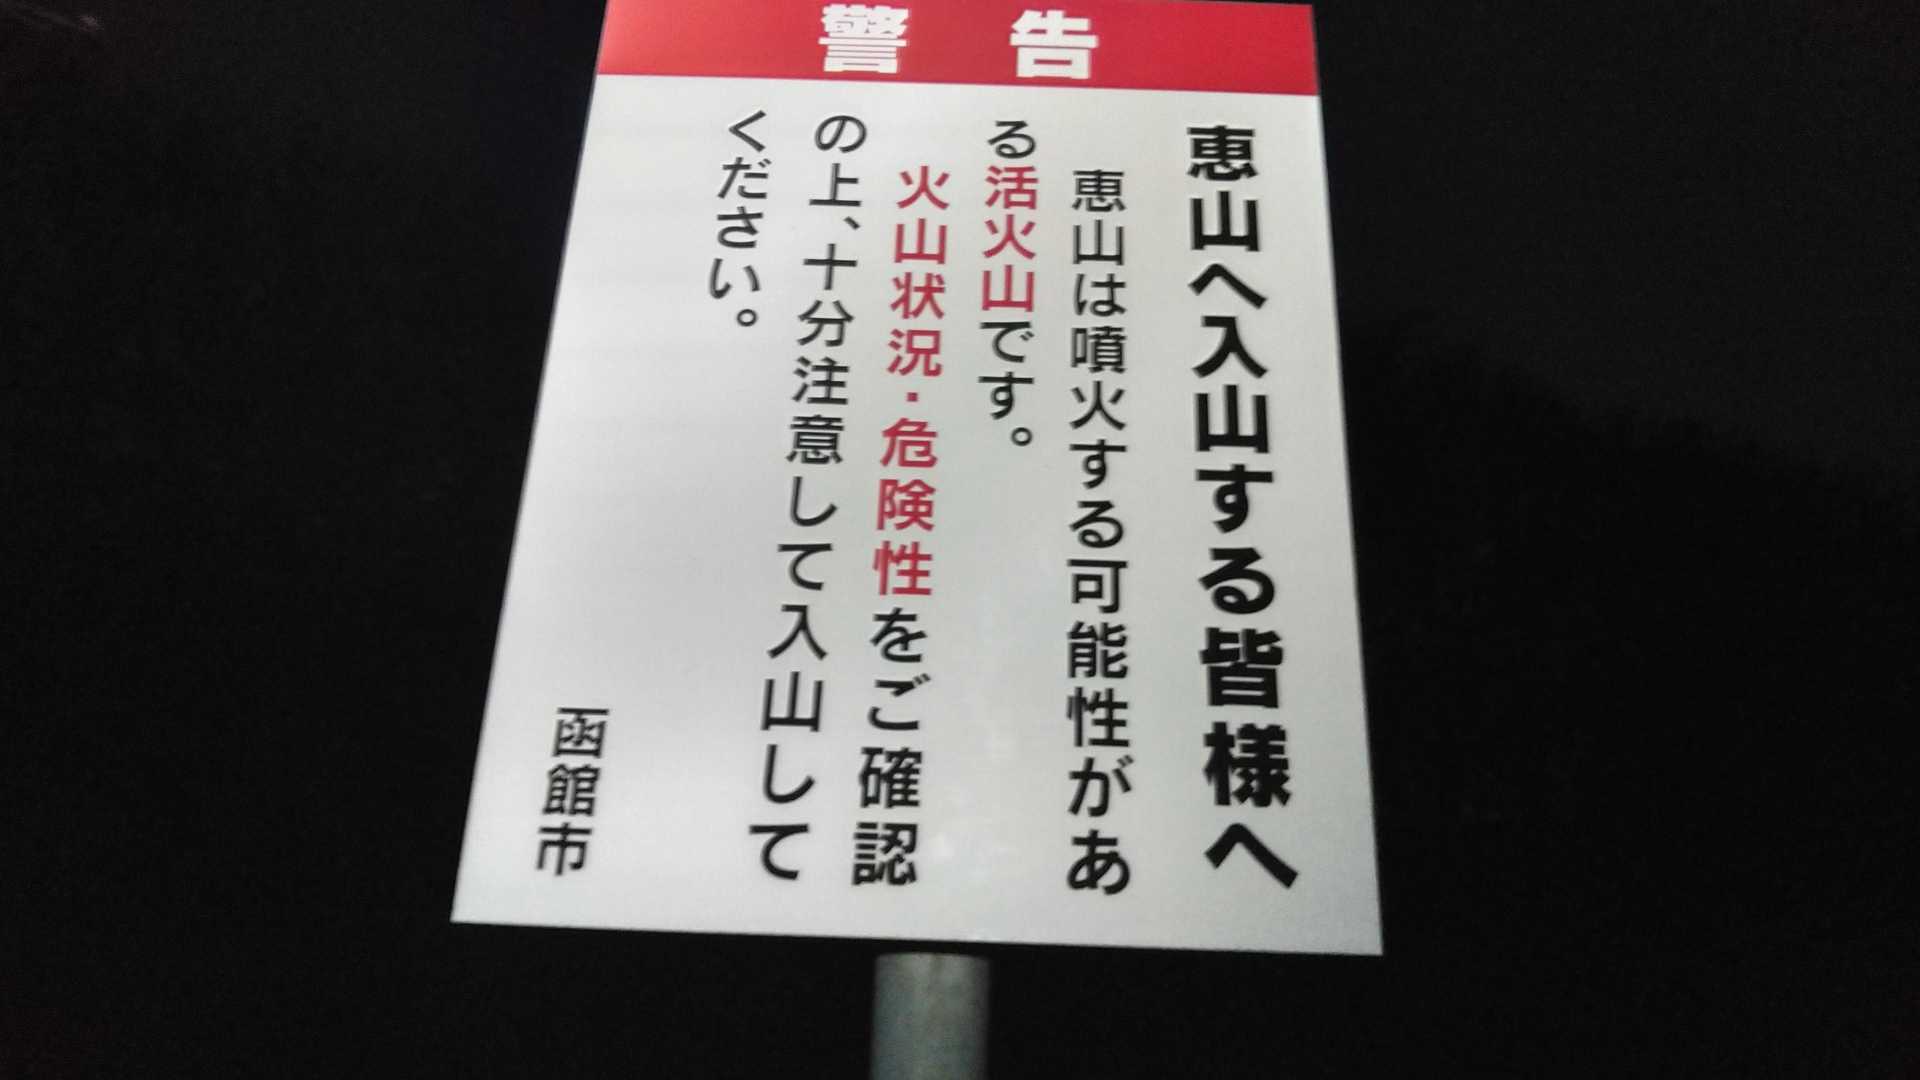 警告
恵山へ入山する皆様へ
恵山は噴火する可能性があ
る活火山です。
火山状況・危険性をご確認
の上、十分注意して入山して
ください。
函館市